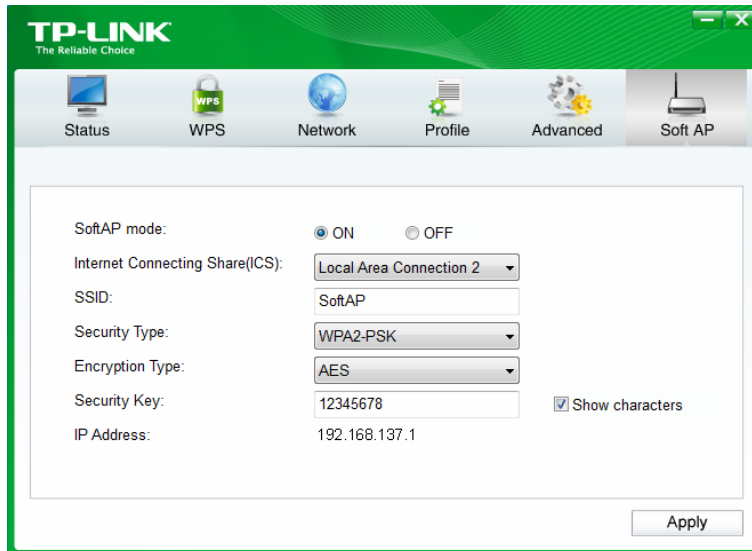 TP-LINK
The Reliable Choice
WPS
Status WPS Network Profile Advanced Soft AP
SoftAP mode: ON OFF
Internet Connecting Share(ICS): Local Area Connection 2
SSID: SoftAP
Security Type: WPA2-PSK
Encryption Type: AES
Security Key: 12345678 Show characters
IP Address: 192.168.137.1
Apply